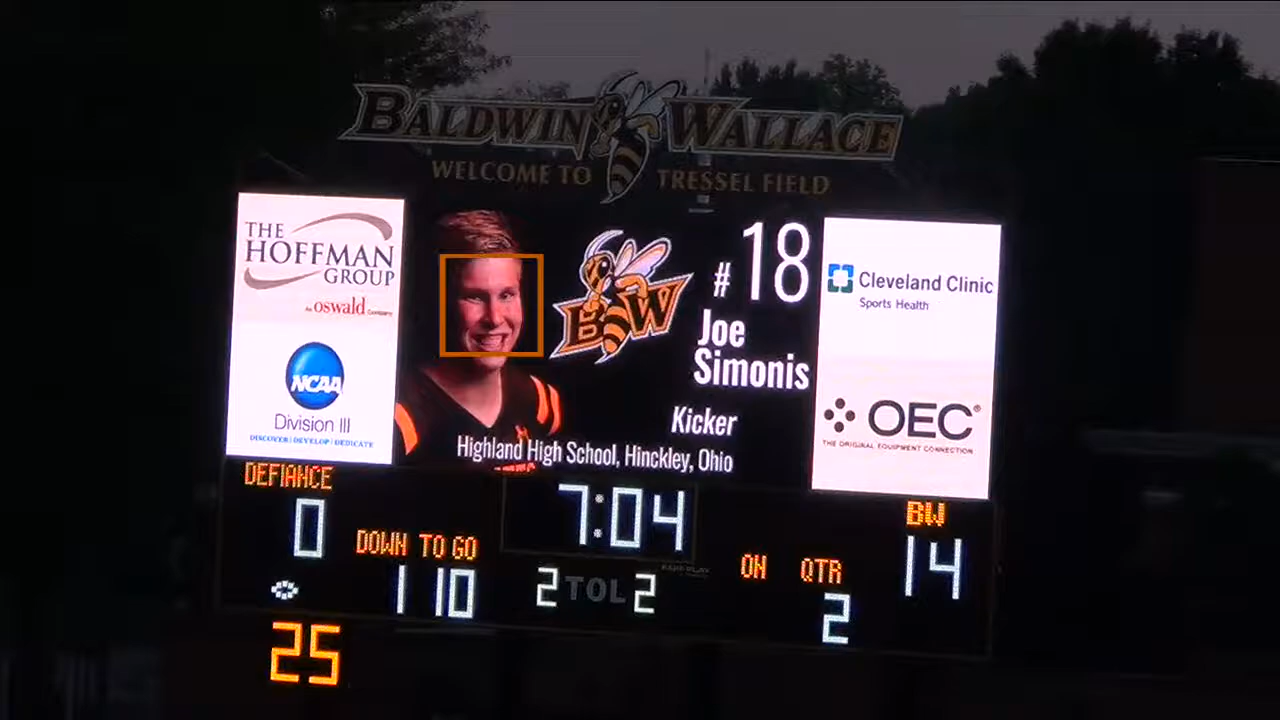 BALDWIN WALLACE
WELCOME TO TRESSEL FIELD
THE
HOFFMAN
GROUP
An oswald Company
NCAA
Division III
DISCOVER | DEVELOP | DEDICATE
BW
#18
Joe
Simonis
Kicker
Highland High School, Hinckley, Ohio
Cleveland Clinic
Sports Health
OEC®
THE ORIGINAL EQUIPMENT CONNECTION
DEFIANCE
0
DOWN TO GO
1 10
7:04
2 TOL 2
ON QTR
2
BW
14
25